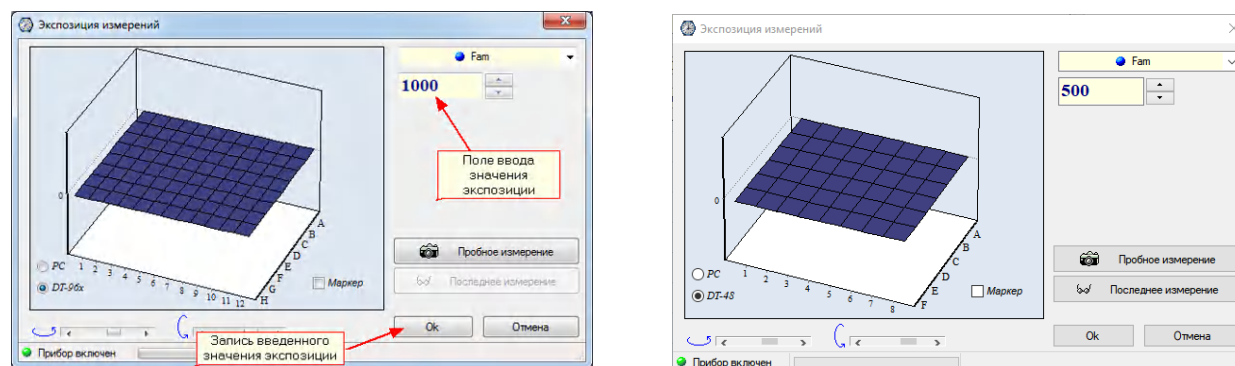 Экспозиция измерений
Fam
1000
Поле ввода
значения
экспозиции
0
A
B
C
D
E
F
G
H
1 2 3 4 5 6 7 8 9 10 11 12
PC
DT-96x
Маркер
Пробное измерение
Последнее измерение
Ok
Отмена
Запись введенного
значения экспозиции
Прибор включен
Экспозиция измерений
Fam
500
0
A
B
C
D
E
F
1 2 3 4 5 6 7 8
PC
DT-48
Маркер
Пробное измерение
Последнее измерение
Ok
Отмена
Прибор включен